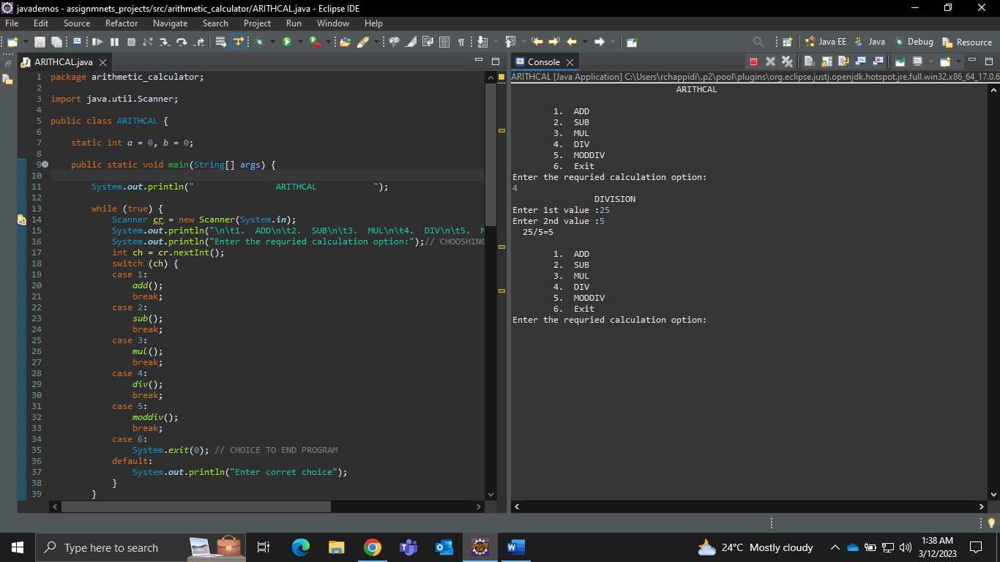 javademos - assignmnets_projects/src/arithmetic_calculator/ARITHCAL.java - Eclipse IDE
File Edit Source Refactor Navigate Search Project Run Window Help
Java EE Java Debug Resource
ARITHCAL.java
1 package arithmetic_calculator;
2
3 import java.util.Scanner;
4
5 public class ARITHCAL {
6
7 static int a = 0, b = 0;
8
9 public static void main(String[] args) {
10
11 System.out.println("                ARITHCAL           ");
12
13 while (true) {
14 Scanner cr = new Scanner(System.in);
15 System.out.println("\n\t1.  ADD\n\t2.  SUB\n\t3.  MUL\n\t4.  DIV\n\t5.  M
16 System.out.println("Enter the requried calculation option:");// CHOOSHING
17 int ch = cr.nextInt();
18 switch (ch) {
19 case 1:
20 add();
21 break;
22 case 2:
23 sub();
24 break;
25 case 3:
26 mul();
27 break;
28 case 4:
29 div();
30 break;
31 case 5:
32 moddiv();
33 break;
34 case 6:
35 System.exit(0); // CHOICE TO END PROGRAM
36 default:
37 System.out.println("Enter corret choice");
38 }
39 }
Console
ARITHCAL [Java Application] C:\Users\rchappidi\.p2\pool\plugins\org.eclipse.justj.openjdk.hotspot.jre.full.win32.x86_64_17.0.6
ARITHCAL
1. ADD
2. SUB
3. MUL
4. DIV
5. MODDIV
6. Exit
Enter the requried calculation option:
4
DIVISION
Enter 1st value :25
Enter 2nd value :5
25/5=5
1. ADD
2. SUB
3. MUL
4. DIV
5. MODDIV
6. Exit
Enter the requried calculation option:
Type here to search
24°C Mostly cloudy
1:38 AM
3/12/2023